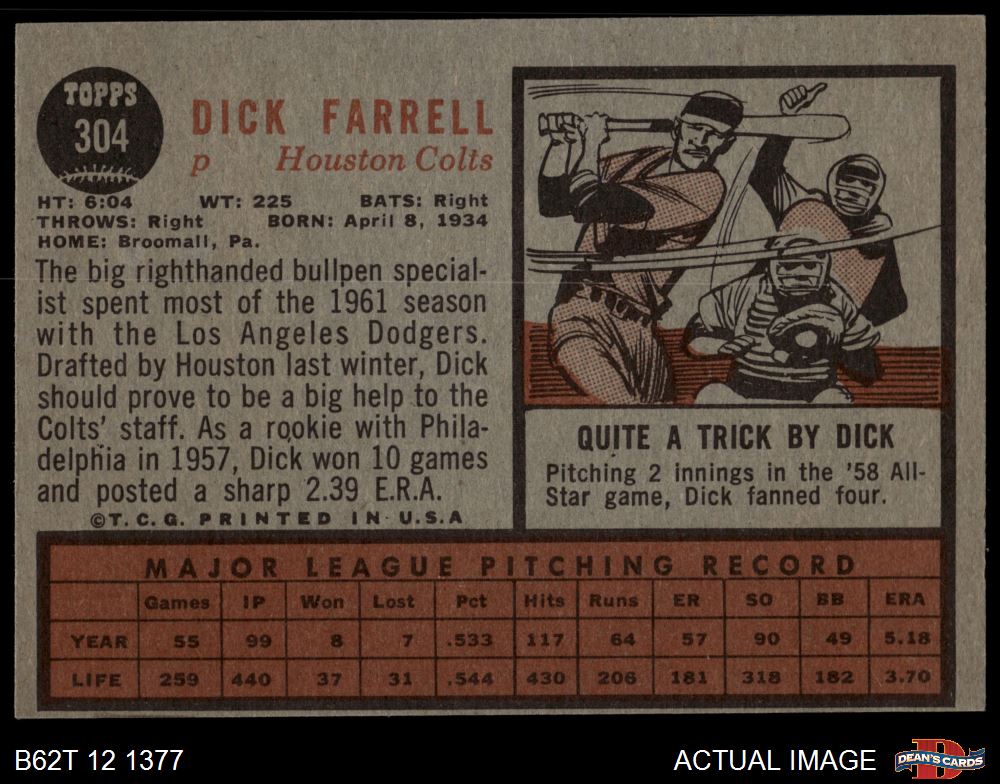 TOPPS
304
DICK FARRELL
p Houston Colts
HT: 6:04 WT: 225 BATS: Right
THROWS: Right BORN: April 8, 1934
HOME: Broomall, Pa.
The big righthanded bullpen special-
ist spent most of the 1961 season
with the Los Angeles Dodgers.
Drafted by Houston last winter, Dick
should prove to be a big help to the
Colts' staff. As a rookie with Phila-
delphia in 1957, Dick won 10 games
and posted a sharp 2.39 E.R.A.
©T.C.G. PRINTED IN U.S.A
QUITE A TRICK BY DICK
Pitching 2 innings in the '58 All-
Star game, Dick fanned four.
MAJOR LEAGUE PITCHING RECORD
Games IP Won Lost Pct Hits Runs ER SO BB ERA
YEAR 55 99 8 7 .533 117 64 57 90 49 5.18
LIFE 259 440 37 31 .544 430 206 181 318 182 3.70
B62T 12 1377
ACTUAL IMAGE
D
DEAN'S CARDS